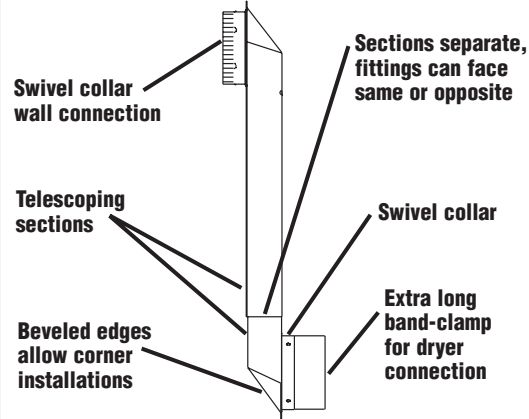 Swivel collar
wall connection
Sections separate,
fittings can face
same or opposite
Telescoping
sections
Swivel collar
Beveled edges
allow corner
installations
Extra long
band-clamp
for dryer
connection